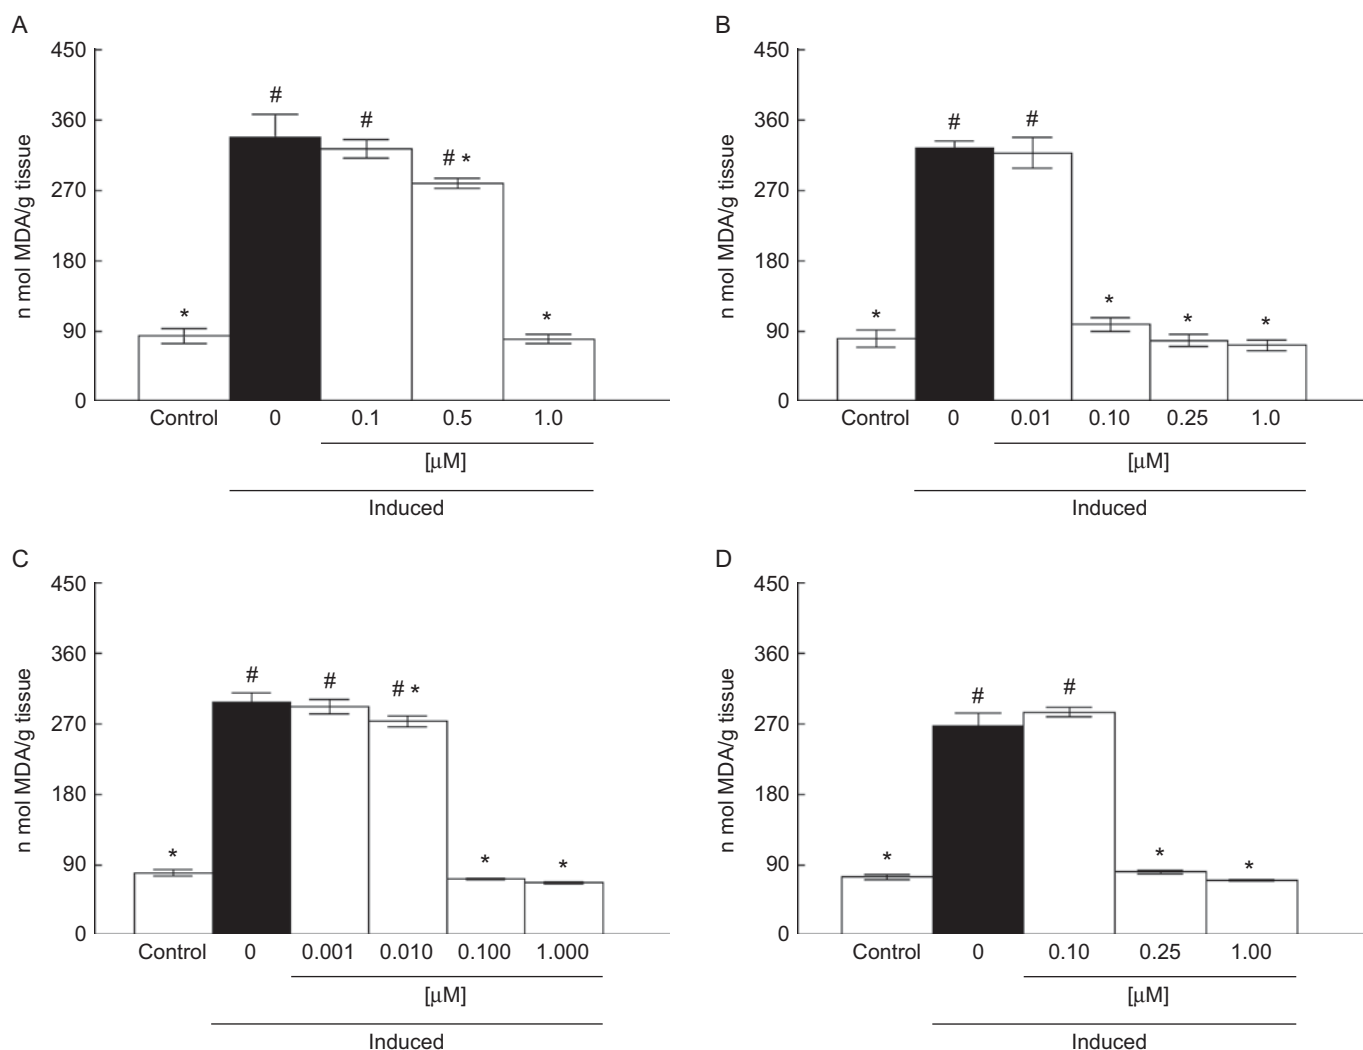 A
450
360
270
180
90
0
n mol MDA/g tissue
*
#
#
# *
*
Control 0 0.1 0.5 1.0
[μM]
Induced
B
450
360
270
180
90
0
n mol MDA/g tissue
*
#
#
*
*
*
Control 0 0.01 0.10 0.25 1.0
[μM]
Induced
C
450
360
270
180
90
0
n mol MDA/g tissue
*
#
#
# *
*
*
Control 0 0.001 0.010 0.100 1.000
[μM]
Induced
D
450
360
270
180
90
0
n mol MDA/g tissue
*
#
#
*
*
Control 0 0.10 0.25 1.00
[μM]
Induced